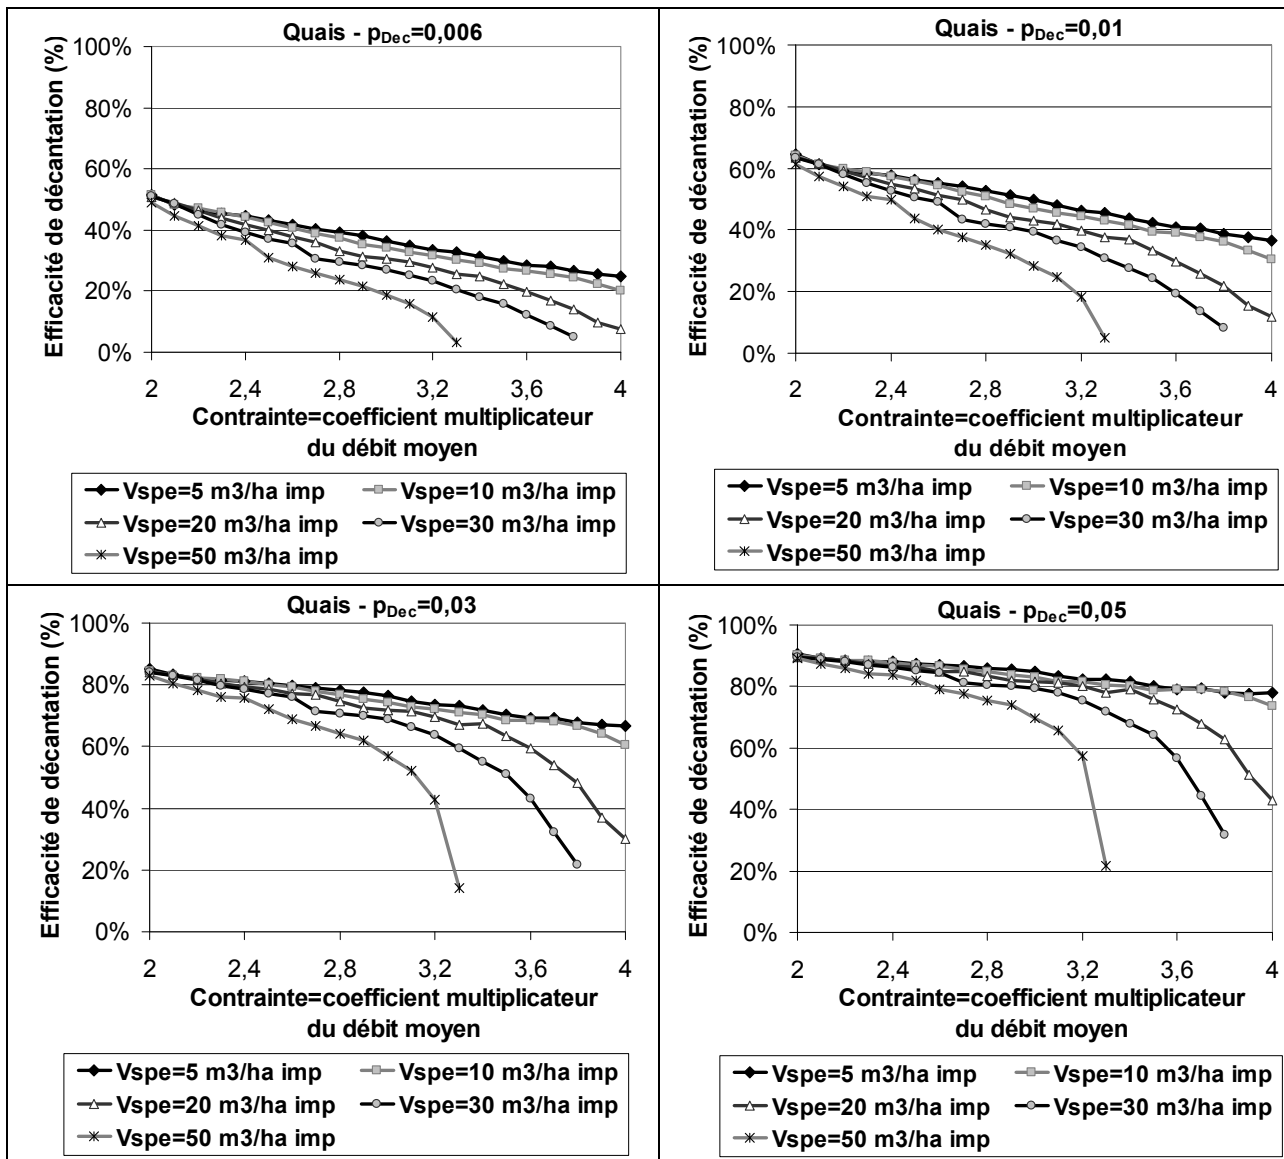 Quais - pDec=0,006
Efficacité de décantation (%)
100%
80%
60%
40%
20%
0%
2 2,4 2,8 3,2 3,6 4
Contrainte=coefficient multiplicateur
du débit moyen
Vspe=5 m3/ha imp Vspe=10 m3/ha imp
Vspe=20 m3/ha imp Vspe=30 m3/ha imp
Vspe=50 m3/ha imp
Quais - pDec=0,01
Efficacité de décantation (%)
100%
80%
60%
40%
20%
0%
2 2,4 2,8 3,2 3,6 4
Contrainte=coefficient multiplicateur
du débit moyen
Vspe=5 m3/ha imp Vspe=10 m3/ha imp
Vspe=20 m3/ha imp Vspe=30 m3/ha imp
Vspe=50 m3/ha imp
Quais - pDec=0,03
Efficacité de décantation (%)
100%
80%
60%
40%
20%
0%
2 2,4 2,8 3,2 3,6 4
Contrainte=coefficient multiplicateur
du débit moyen
Vspe=5 m3/ha imp Vspe=10 m3/ha imp
Vspe=20 m3/ha imp Vspe=30 m3/ha imp
Vspe=50 m3/ha imp
Quais - pDec=0,05
Efficacité de décantation (%)
100%
80%
60%
40%
20%
0%
2 2,4 2,8 3,2 3,6 4
Contrainte=coefficient multiplicateur
du débit moyen
Vspe=5 m3/ha imp Vspe=10 m3/ha imp
Vspe=20 m3/ha imp Vspe=30 m3/ha imp
Vspe=50 m3/ha imp